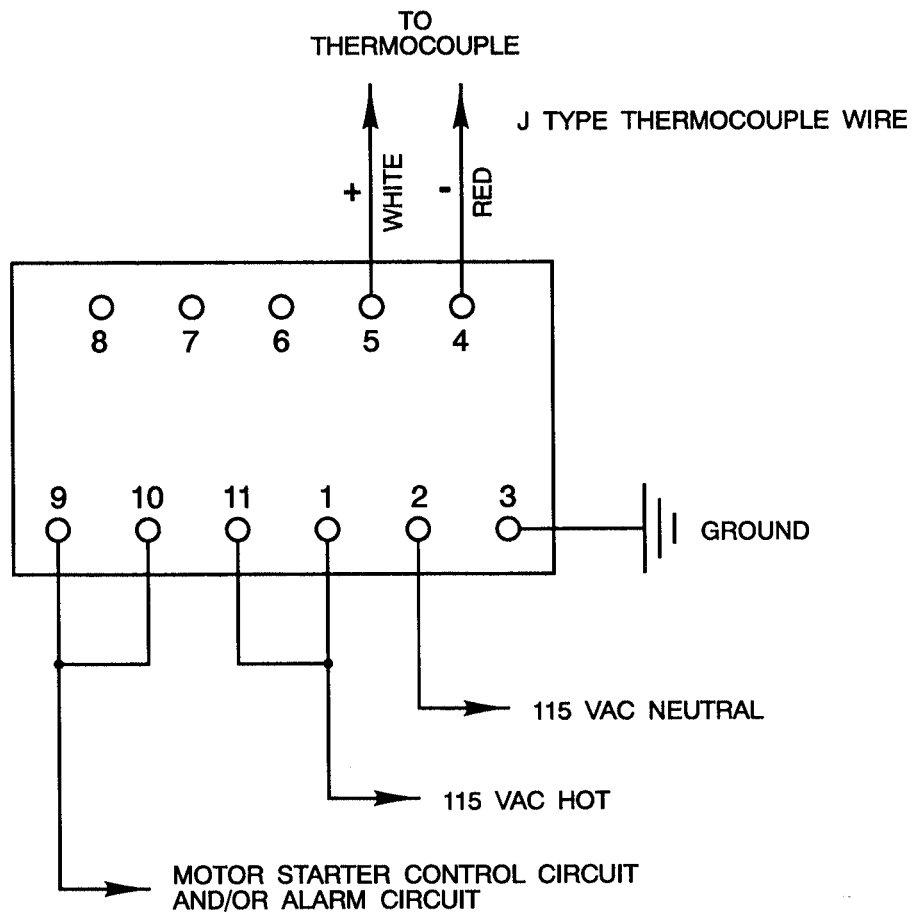 TO
THERMOCOUPLE
J TYPE THERMOCOUPLE WIRE
+ WHITE
- RED
8 7 6 5 4
9 10 11 1 2 3
GROUND
115 VAC NEUTRAL
115 VAC HOT
MOTOR STARTER CONTROL CIRCUIT
AND/OR ALARM CIRCUIT